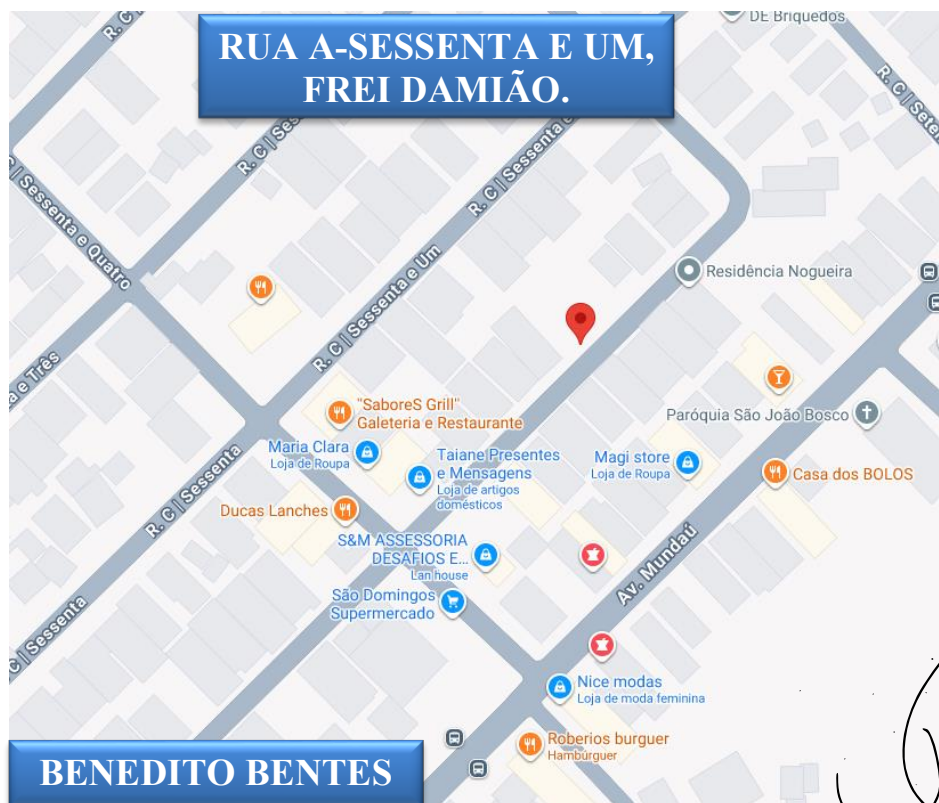 DE Briquedos
RUA A-SESSENTA E UM,
FREI DAMIÃO.
R. C | Sessenta e Um
R. C | Sessenta e Quatro
a e Três
Residência Nogueira
"SaboreS Grill"
Galeteria e Restaurante
Maria Clara
Loja de Roupa
Taiane Presentes
e Mensagens
Loja de artigos
domésticos
Magi store
Loja de Roupa
Paróquia São João Bosco
Casa dos BOLOS
Ducas Lanches
R. C | Sessenta
S&M ASSESSORIA
DESAFIOS E...
Lan house
São Domingos
Supermercado
Av. Mundaú
C | Sessenta
Nice modas
Loja de moda feminina
Roberios burguer
Hambúrguer
BENEDITO BENTES